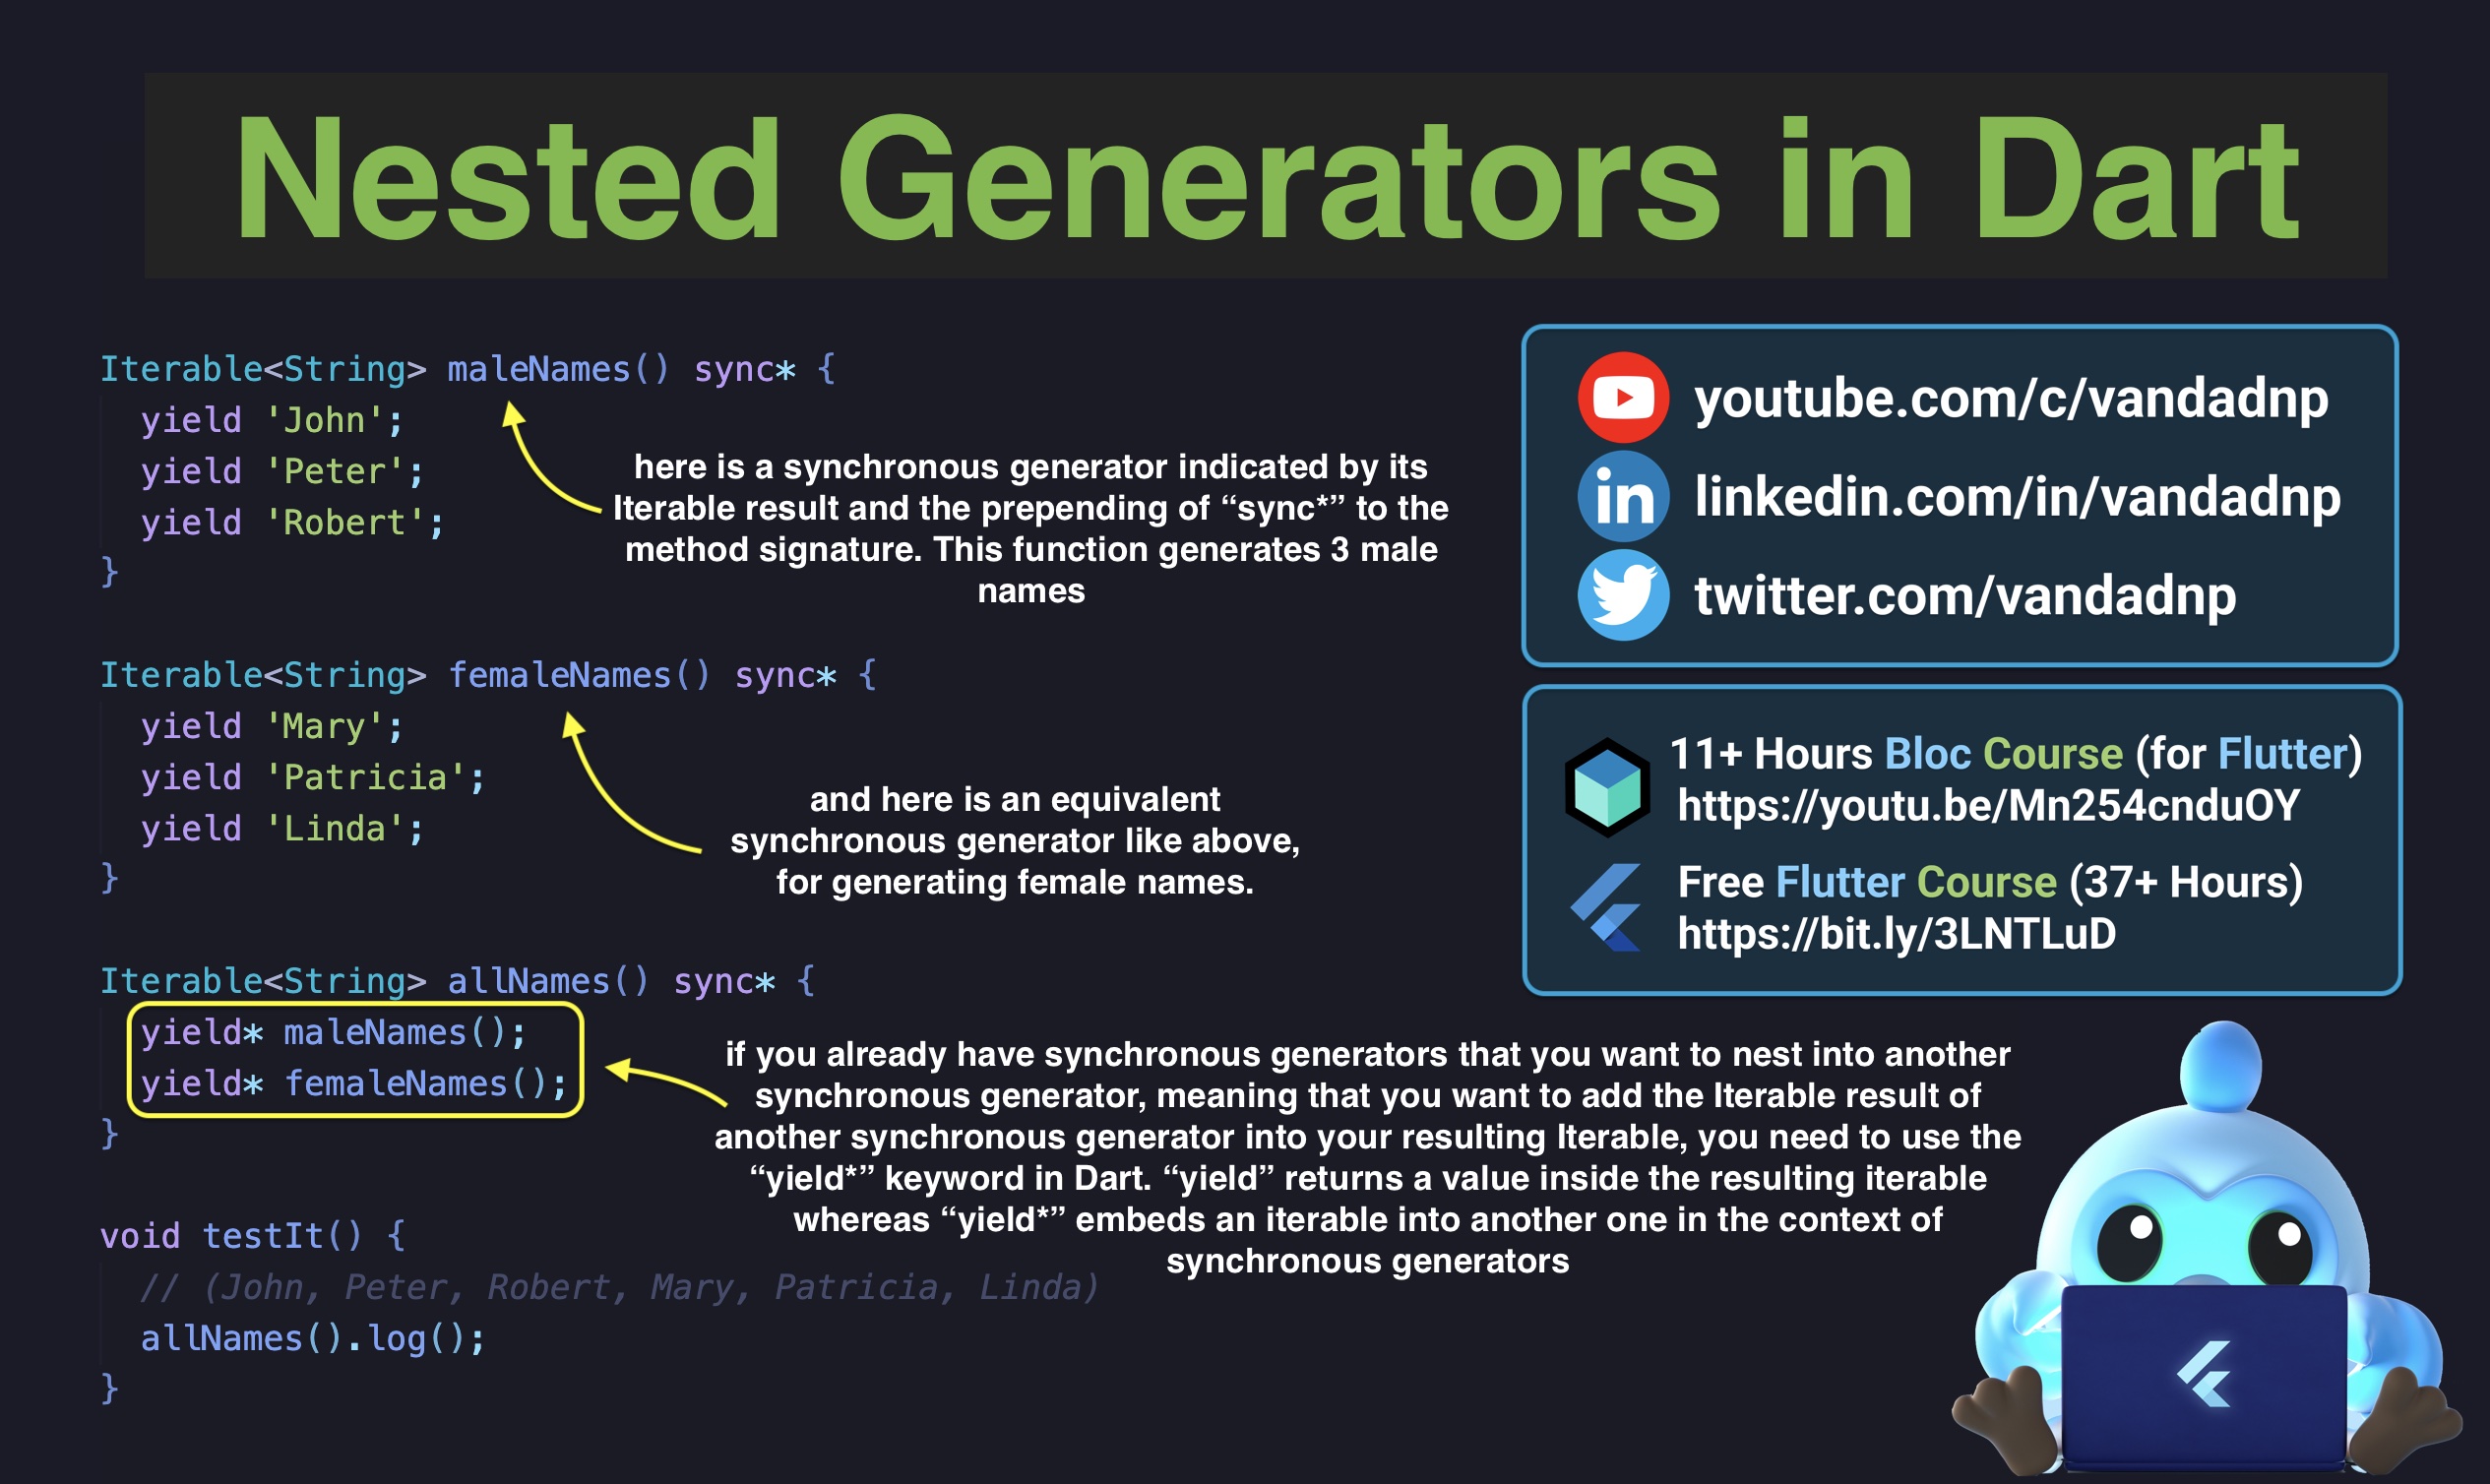 Nested Generators in Dart
Iterable<String> maleNames() sync* {
  yield 'John';
  yield 'Peter';
  yield 'Robert';
}
here is a synchronous generator indicated by its
Iterable result and the prepending of “sync*” to the
method signature. This function generates 3 male
names
Iterable<String> femaleNames() sync* {
  yield 'Mary';
  yield 'Patricia';
  yield 'Linda';
}
and here is an equivalent
synchronous generator like above,
for generating female names.
Iterable<String> allNames() sync* {
  yield* maleNames();
  yield* femaleNames();
}
if you already have synchronous generators that you want to nest into another
synchronous generator, meaning that you want to add the Iterable result of
another synchronous generator into your resulting Iterable, you need to use the
“yield*” keyword in Dart. “yield” returns a value inside the resulting iterable
whereas “yield*” embeds an iterable into another one in the context of
synchronous generators
void testIt() {
  // (John, Peter, Robert, Mary, Patricia, Linda)
  allNames().log();
}
youtube.com/c/vandadnp
in linkedin.com/in/vandadnp
twitter.com/vandadnp
11+ Hours Bloc Course (for Flutter)
https://youtu.be/Mn254cnduOY
Free Flutter Course (37+ Hours)
https://bit.ly/3LNTLuD